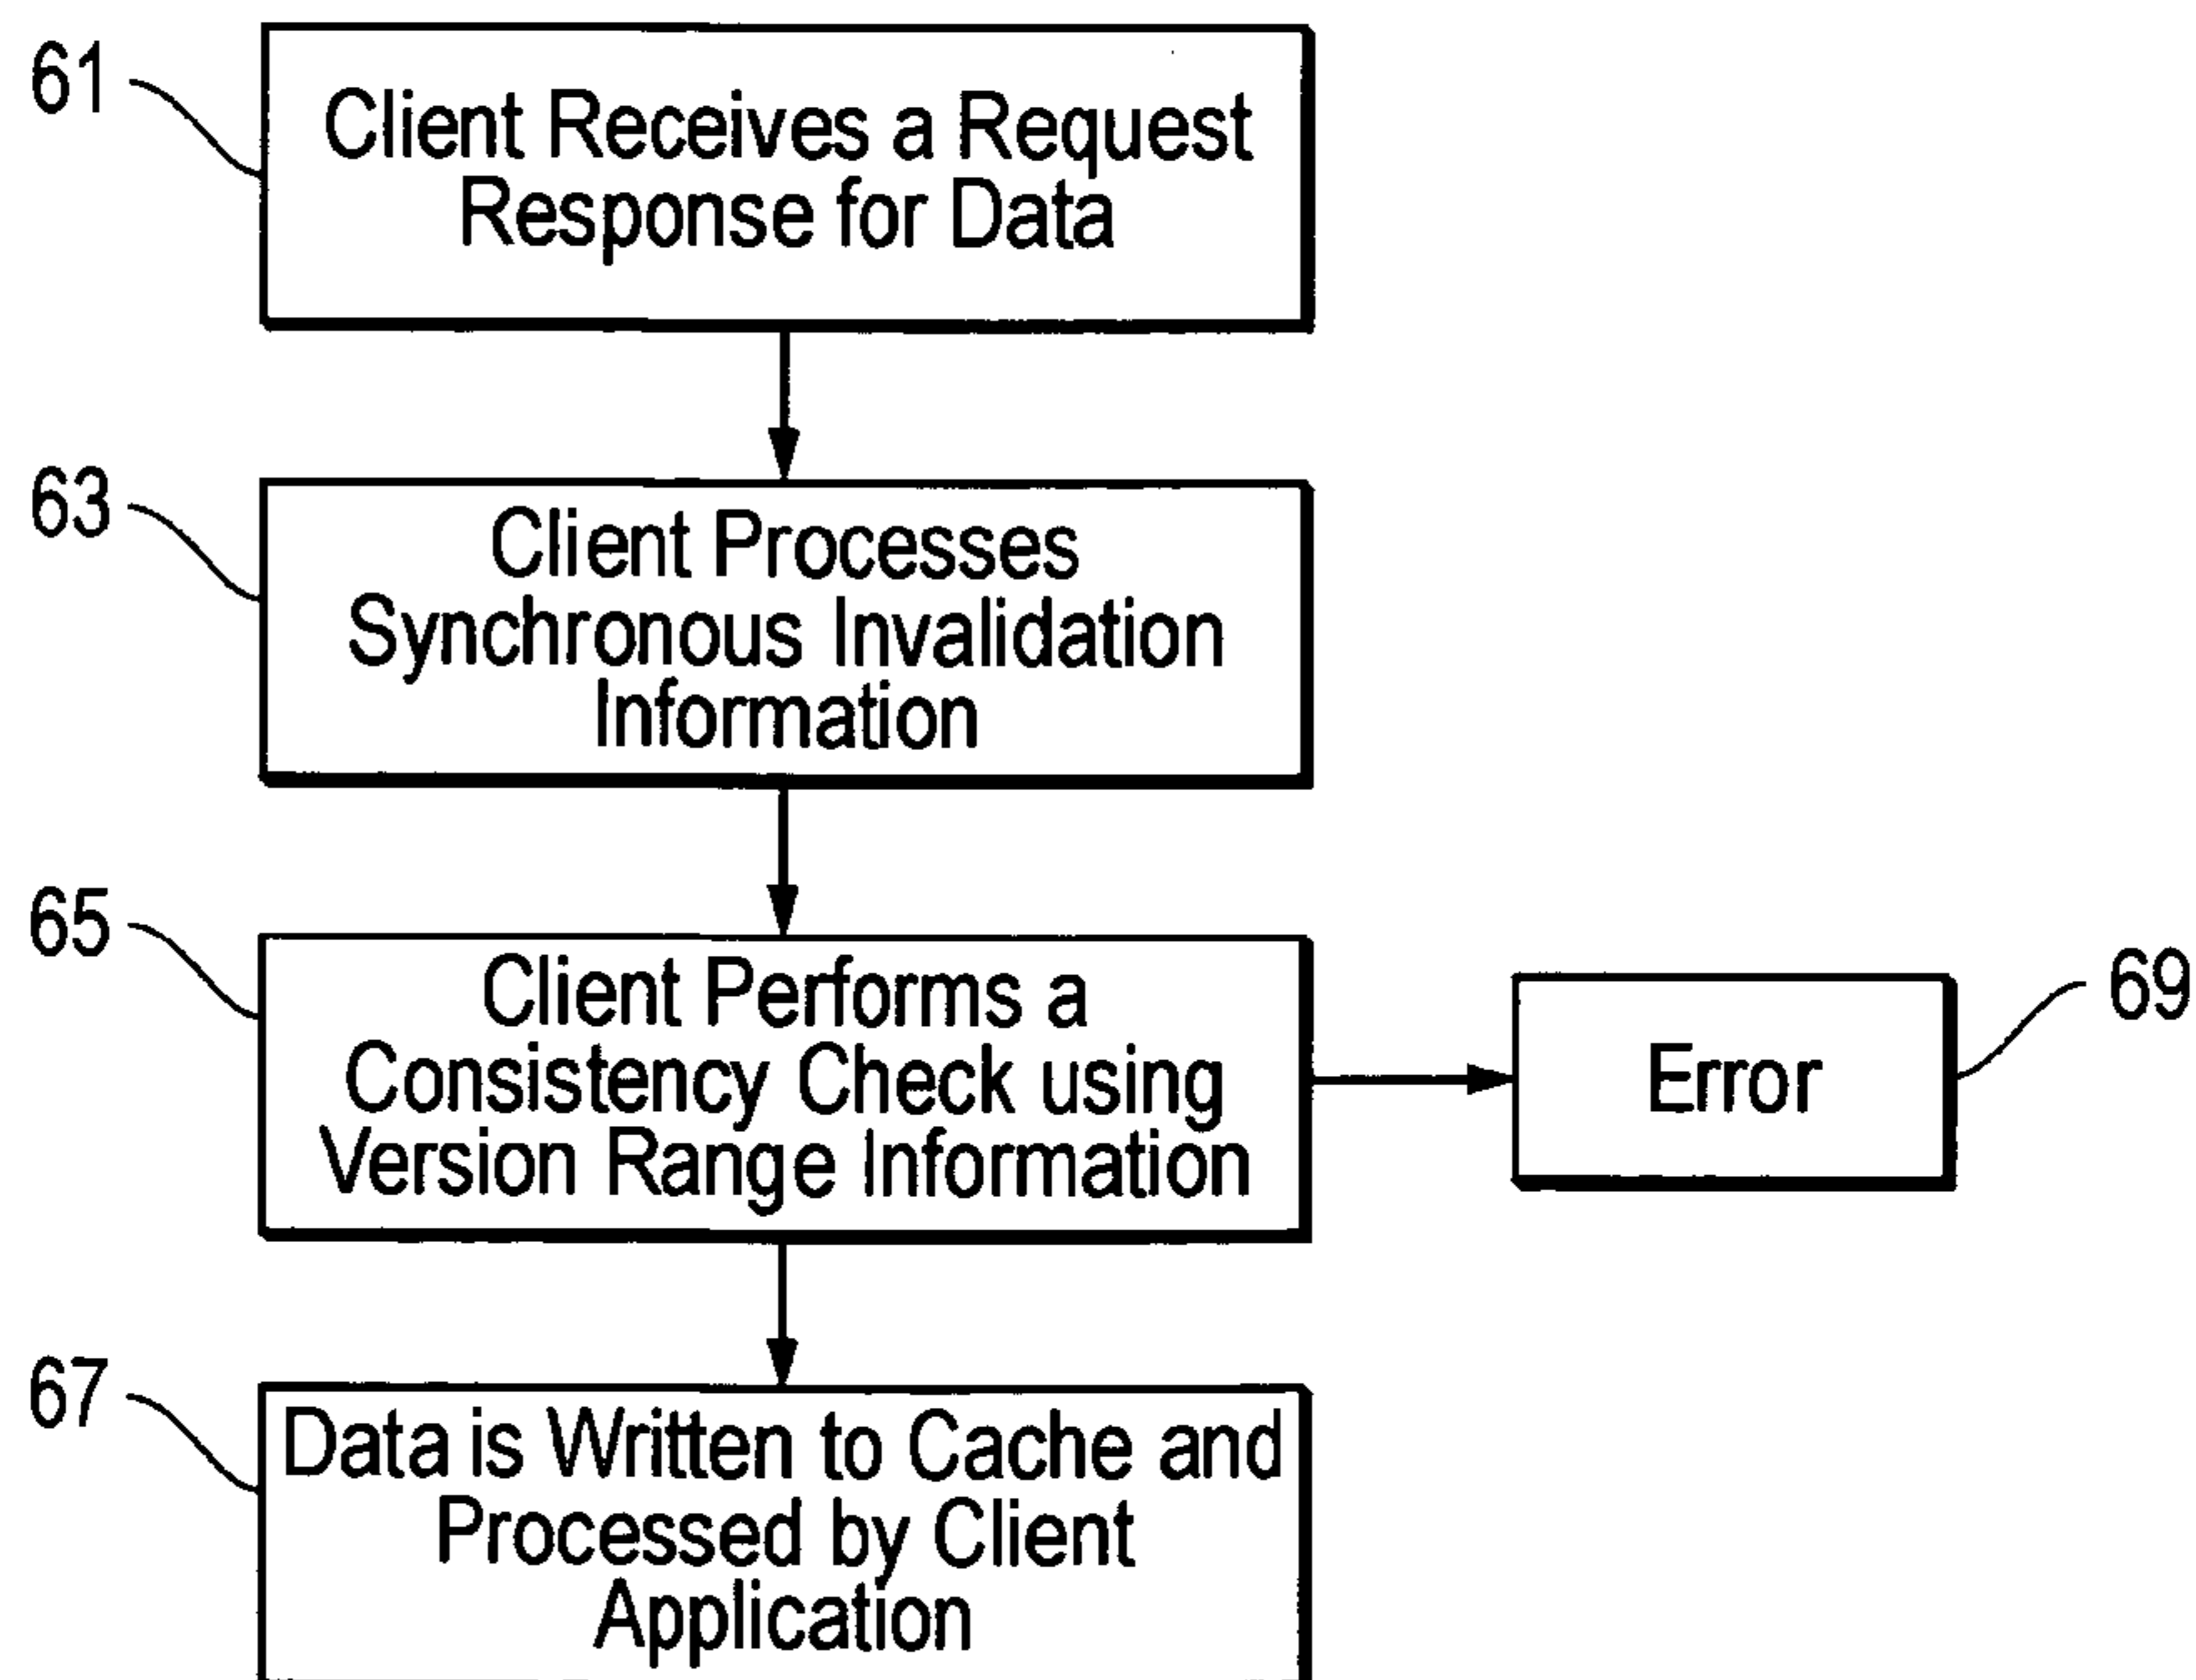 61
Client Receives a Request
Response for Data
63
Client Processes
Synchronous Invalidation
Information
65
Client Performs a
Consistency Check using
Version Range Information
69
Error
67
Data is Written to Cache and
Processed by Client
Application